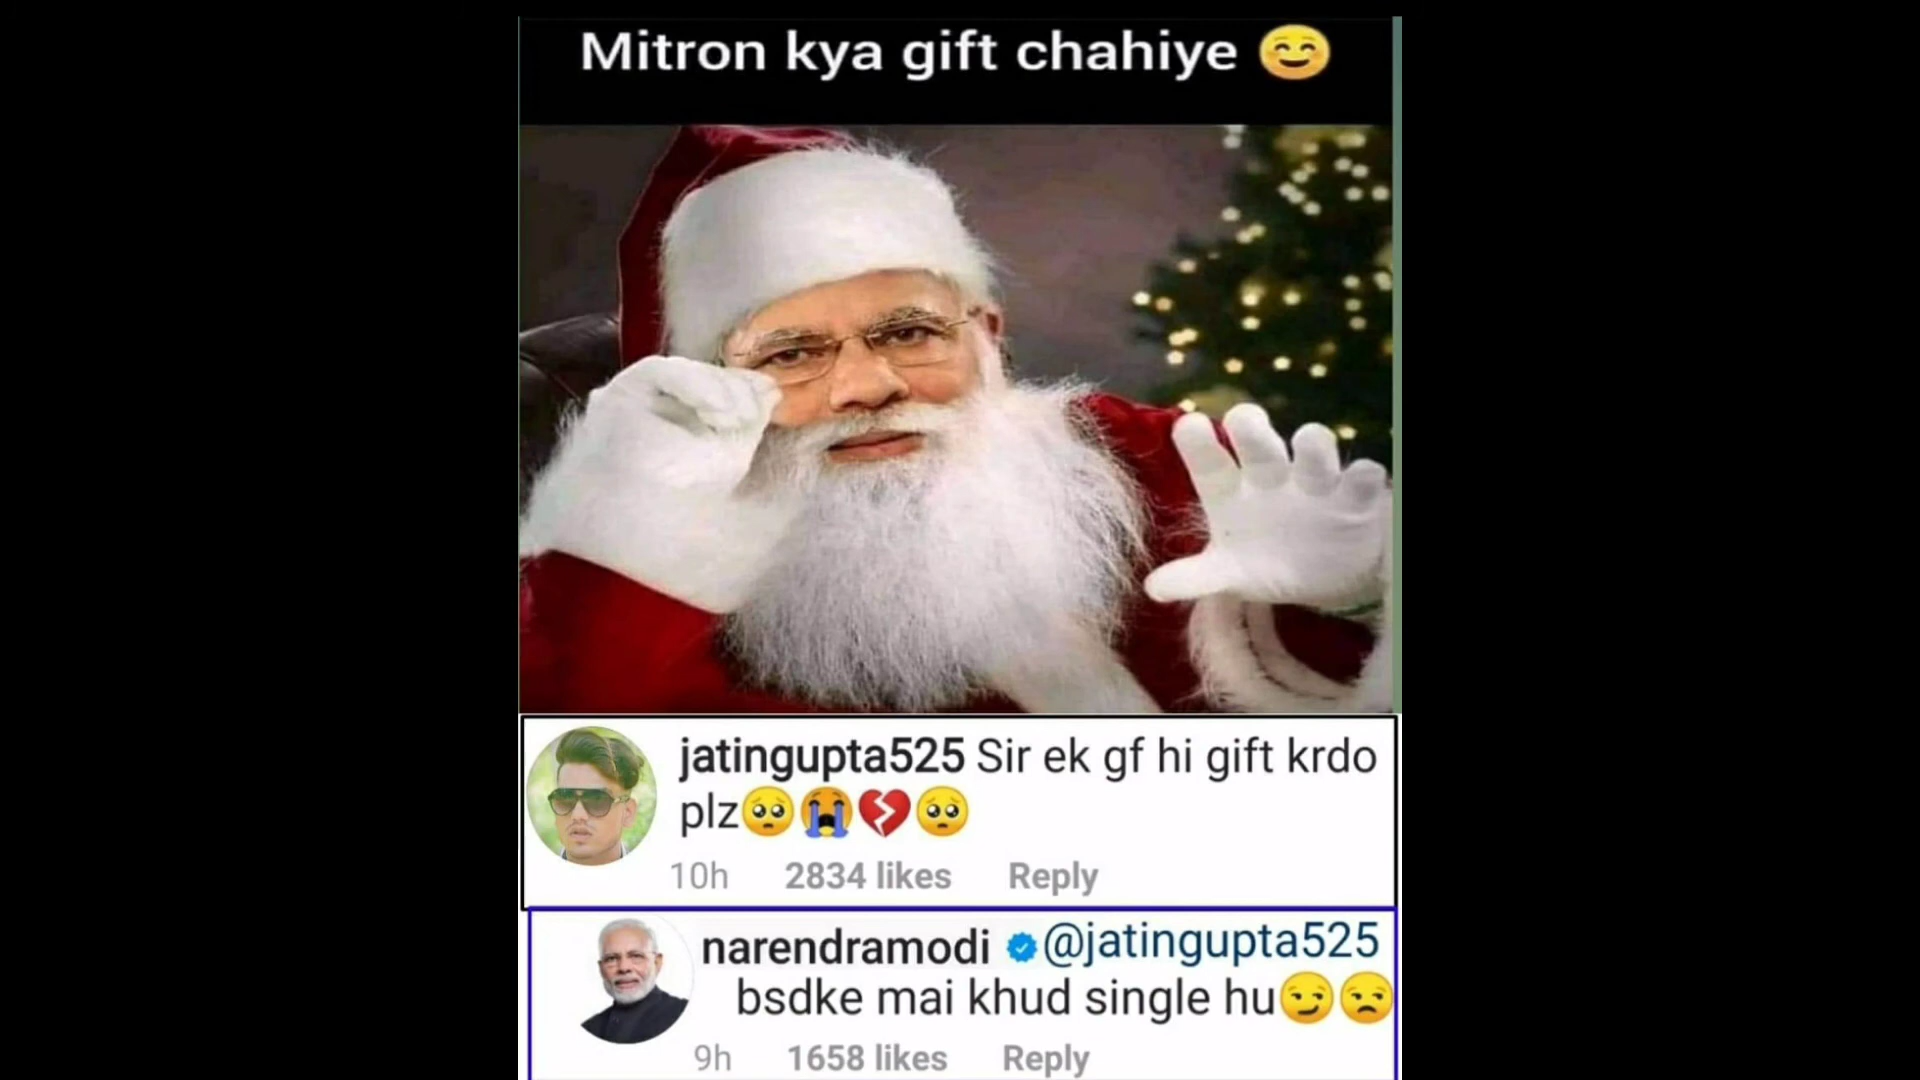 Mitron kya gift chahiye 😊
jatingupta525 Sir ek gf hi gift krdo
plz🥺😭💔🥺
10h 2834 likes Reply
narendramodi @jatingupta525
bsdke mai khud single hu😏😒
9h 1658 likes Reply